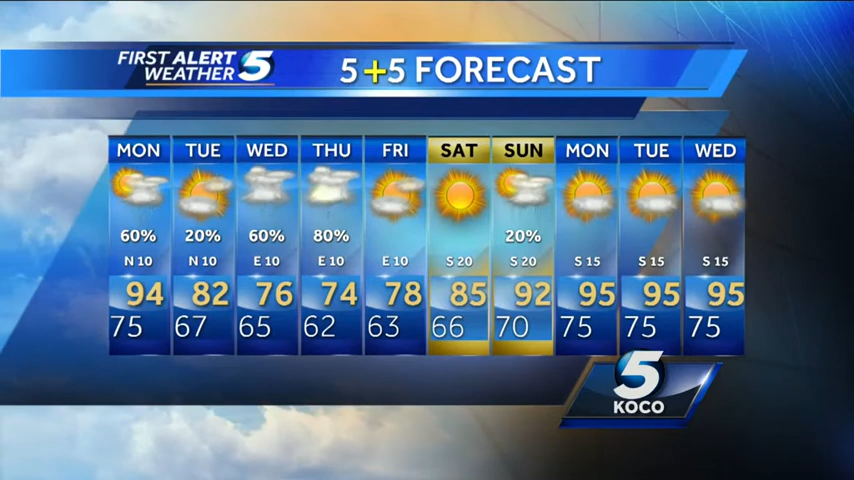 FIRST ALERT
WEATHER 5
5+5 FORECAST
MON TUE WED THU FRI SAT SUN MON TUE WED
60% 20% 60% 80% 20%
N 10 N 10 E 10 E 10 E 10 S 20 S 20 S 15 S 15 S 15
94 82 76 74 78 85 92 95 95 95
75 67 65 62 63 66 70 75 75 75
5
KOCO